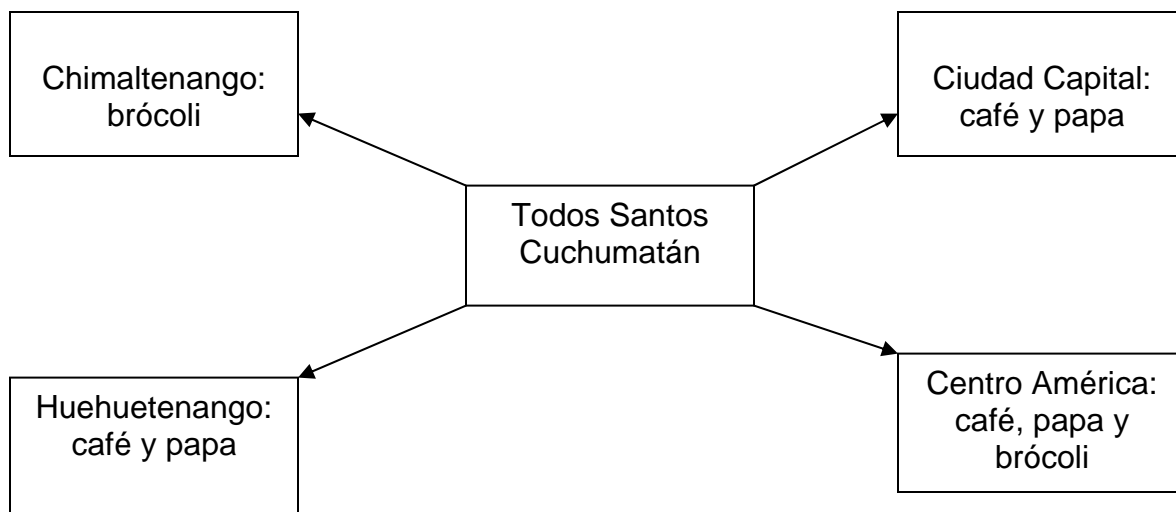 Chimaltenango:
brócoli
Ciudad Capital:
café y papa
Todos Santos
Cuchumatán
Huehuetenango:
café y papa
Centro América:
café, papa y
brócoli